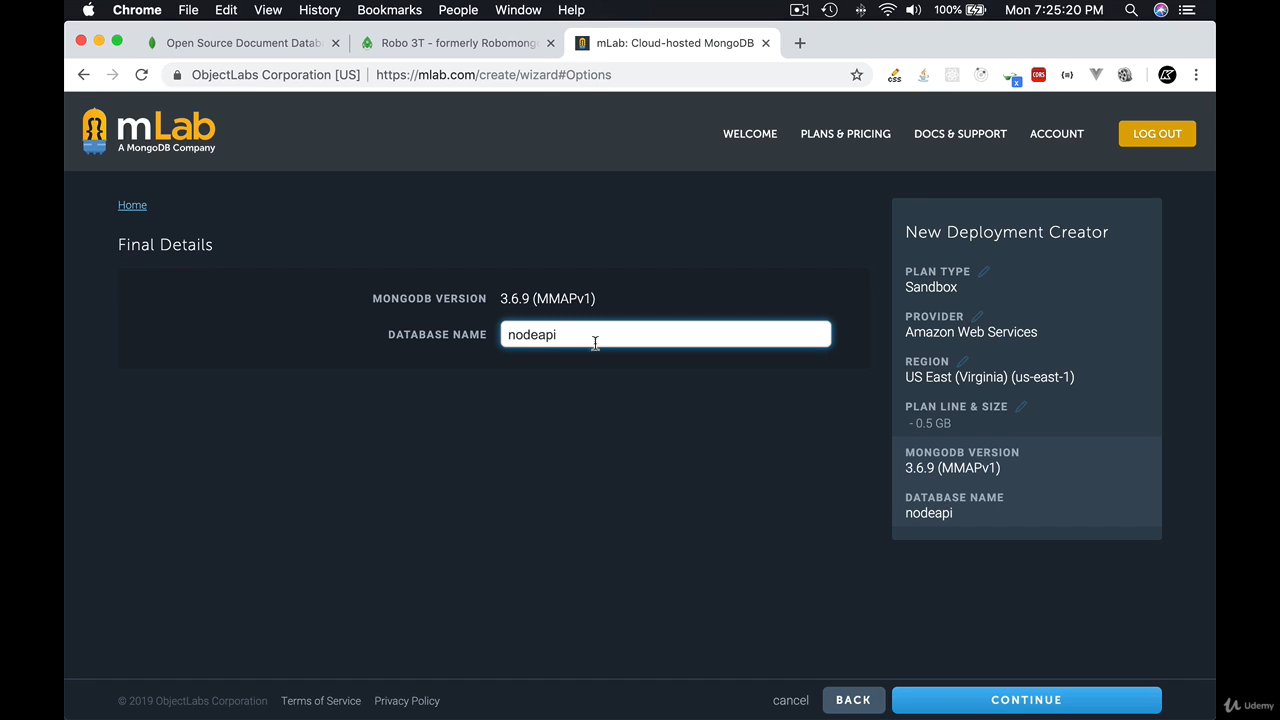 Chrome File Edit View History Bookmarks People Window Help 100% Mon 7:25:20 PM
Open Source Document Datab Robo 3T - formerly Robomong mLab: Cloud-hosted MongoDB
ObjectLabs Corporation [US] https://mlab.com/create/wizard#Options
css CORS
mLab
A MongoDB Company
WELCOME PLANS & PRICING DOCS & SUPPORT ACCOUNT LOG OUT
Home
Final Details
MONGODB VERSION 3.6.9 (MMAPv1)
DATABASE NAME nodeapi
New Deployment Creator
PLAN TYPE
Sandbox
PROVIDER
Amazon Web Services
REGION
US East (Virginia) (us-east-1)
PLAN LINE & SIZE
- 0.5 GB
MONGODB VERSION
3.6.9 (MMAPv1)
DATABASE NAME
nodeapi
© 2019 ObjectLabs Corporation Terms of Service Privacy Policy cancel BACK CONTINUE
Udemy